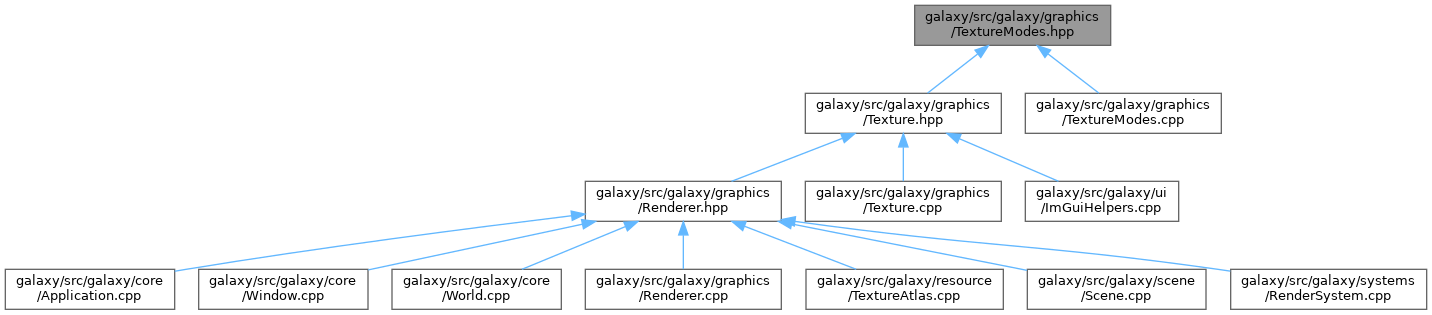 galaxy/src/galaxy/graphics
/TextureModes.hpp
galaxy/src/galaxy/graphics
/Texture.hpp
galaxy/src/galaxy/graphics
/TextureModes.cpp
galaxy/src/galaxy/graphics
/Renderer.hpp
galaxy/src/galaxy/graphics
/Texture.cpp
galaxy/src/galaxy/ui
/ImGuiHelpers.cpp
galaxy/src/galaxy/core
/Application.cpp
galaxy/src/galaxy/core
/Window.cpp
galaxy/src/galaxy/core
/World.cpp
galaxy/src/galaxy/graphics
/Renderer.cpp
galaxy/src/galaxy/resource
/TextureAtlas.cpp
galaxy/src/galaxy/scene
/Scene.cpp
galaxy/src/galaxy/systems
/RenderSystem.cpp